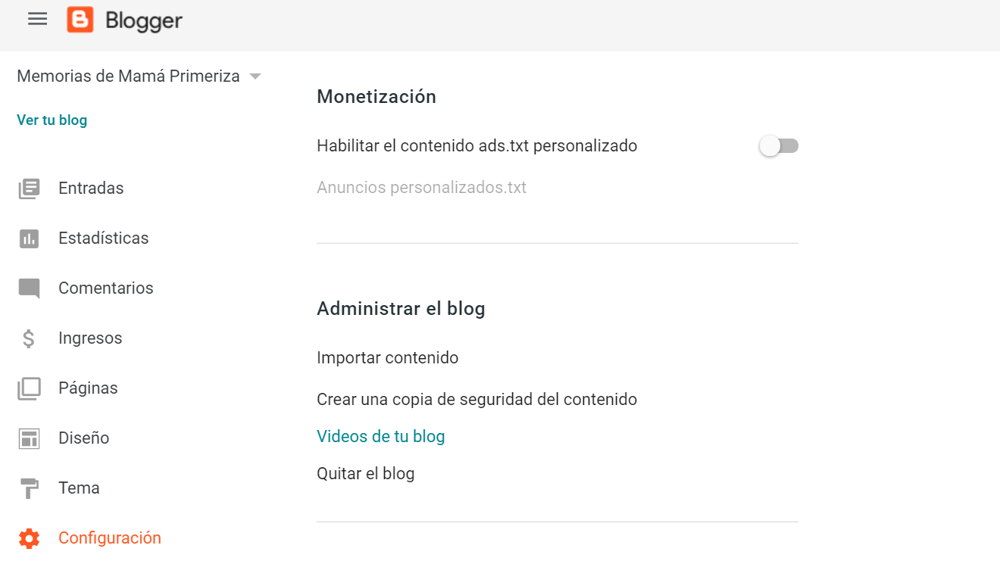 Blogger
Memorias de Mamá Primeriza
Ver tu blog
Entradas
Estadísticas
Comentarios
Ingresos
Páginas
Diseño
Tema
Configuración
Monetización
Habilitar el contenido ads.txt personalizado
Anuncios personalizados.txt
Administrar el blog
Importar contenido
Crear una copia de seguridad del contenido
Videos de tu blog
Quitar el blog